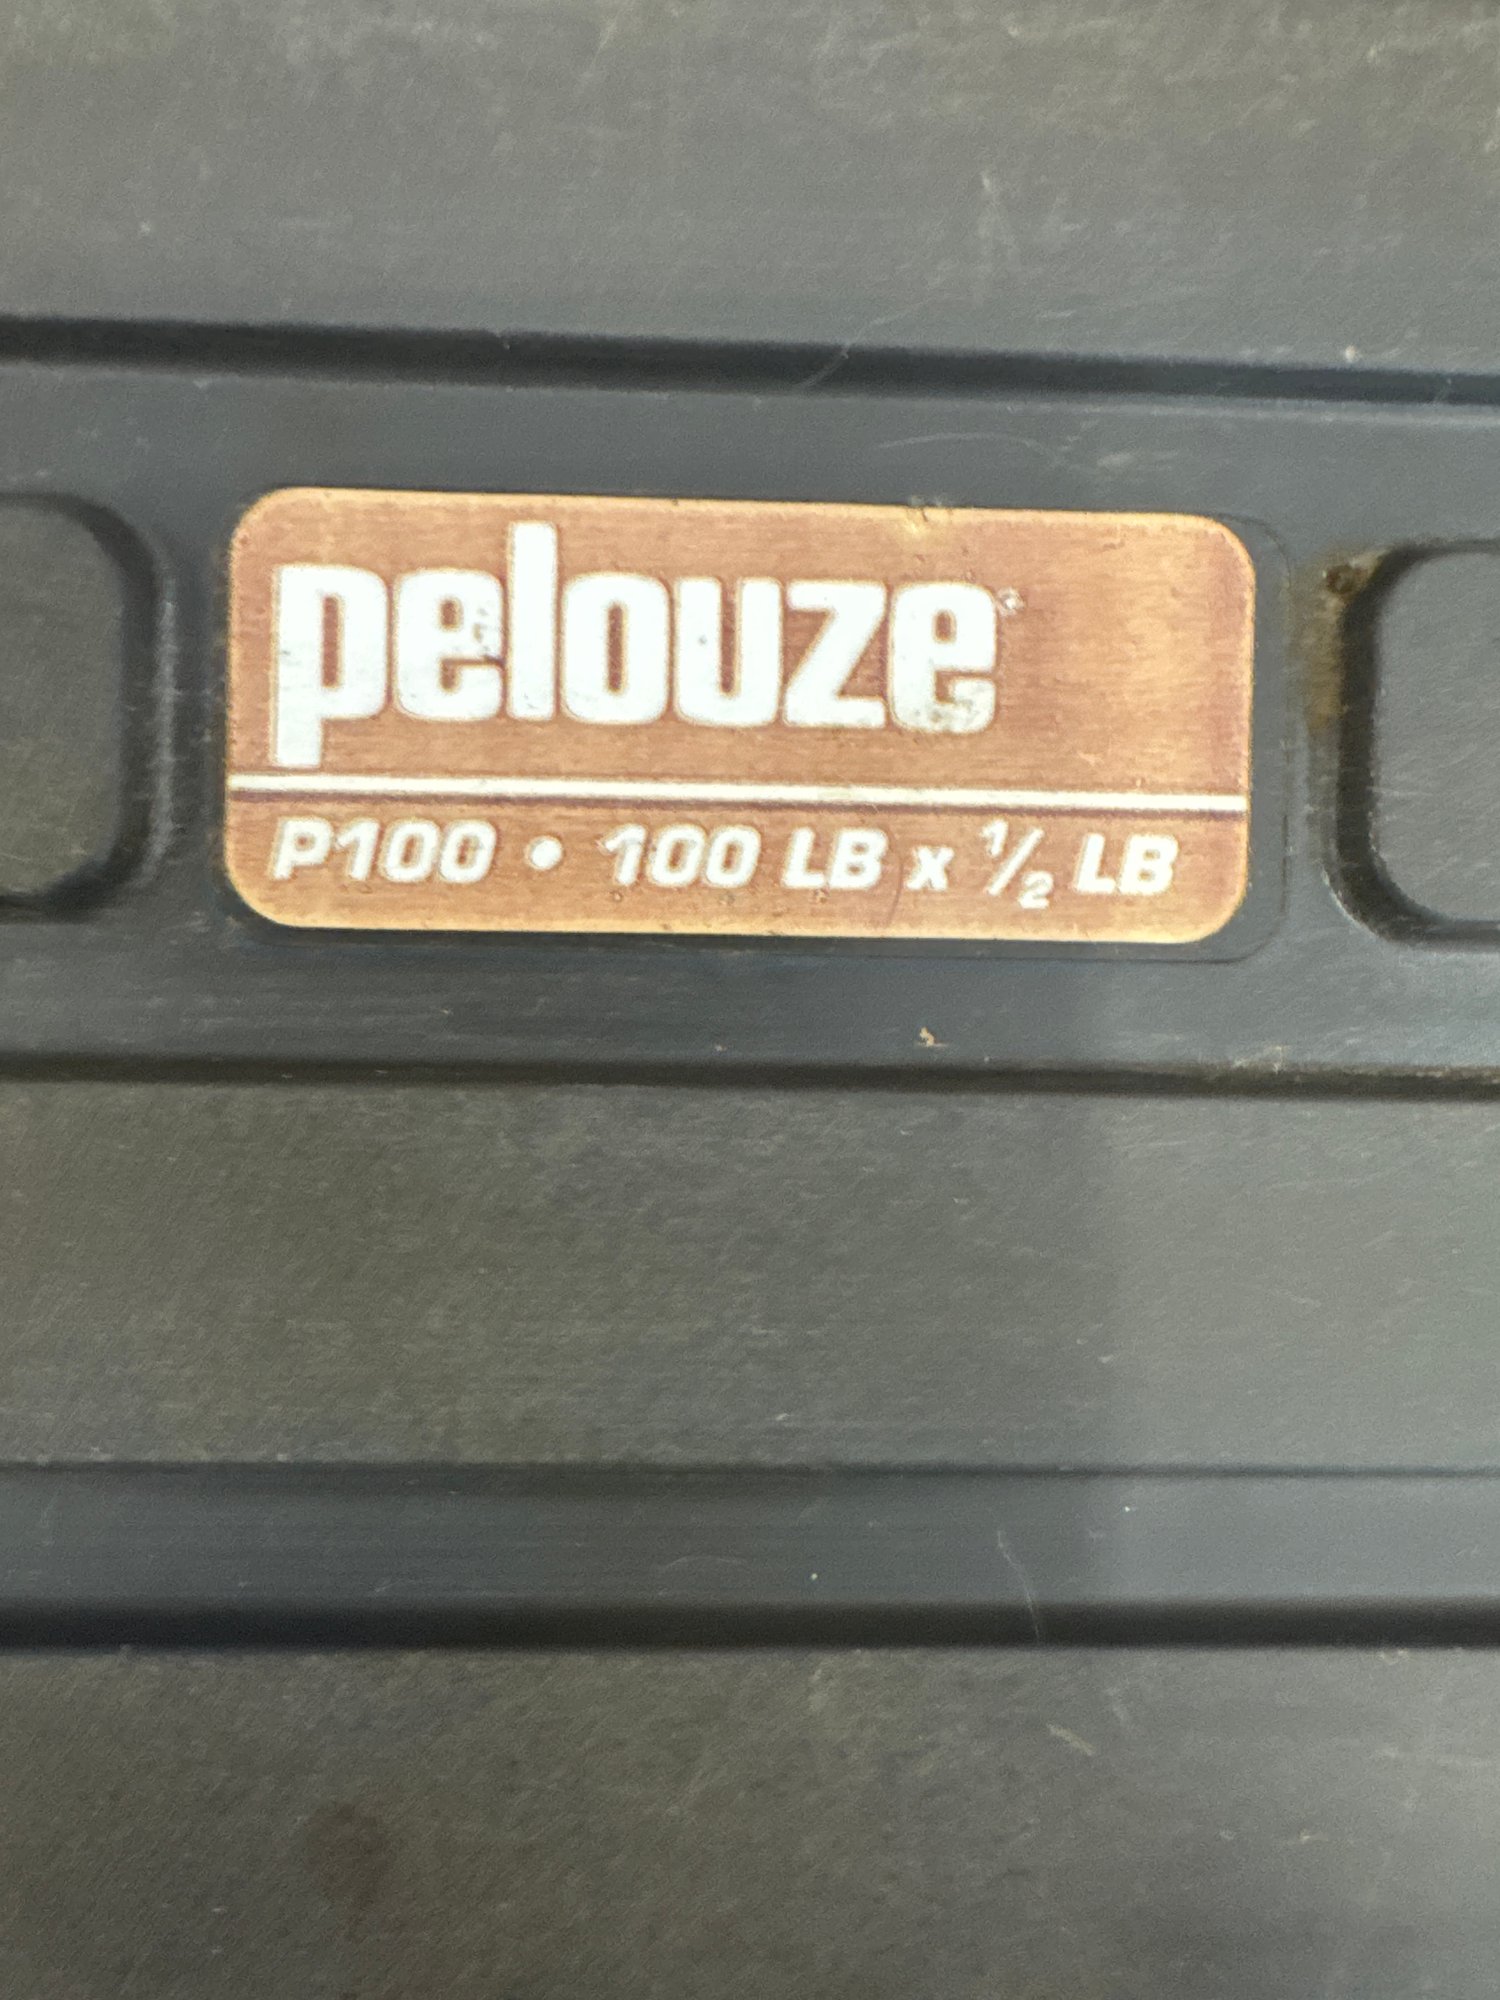 pelouze
P100 • 100 LB x ½ LB